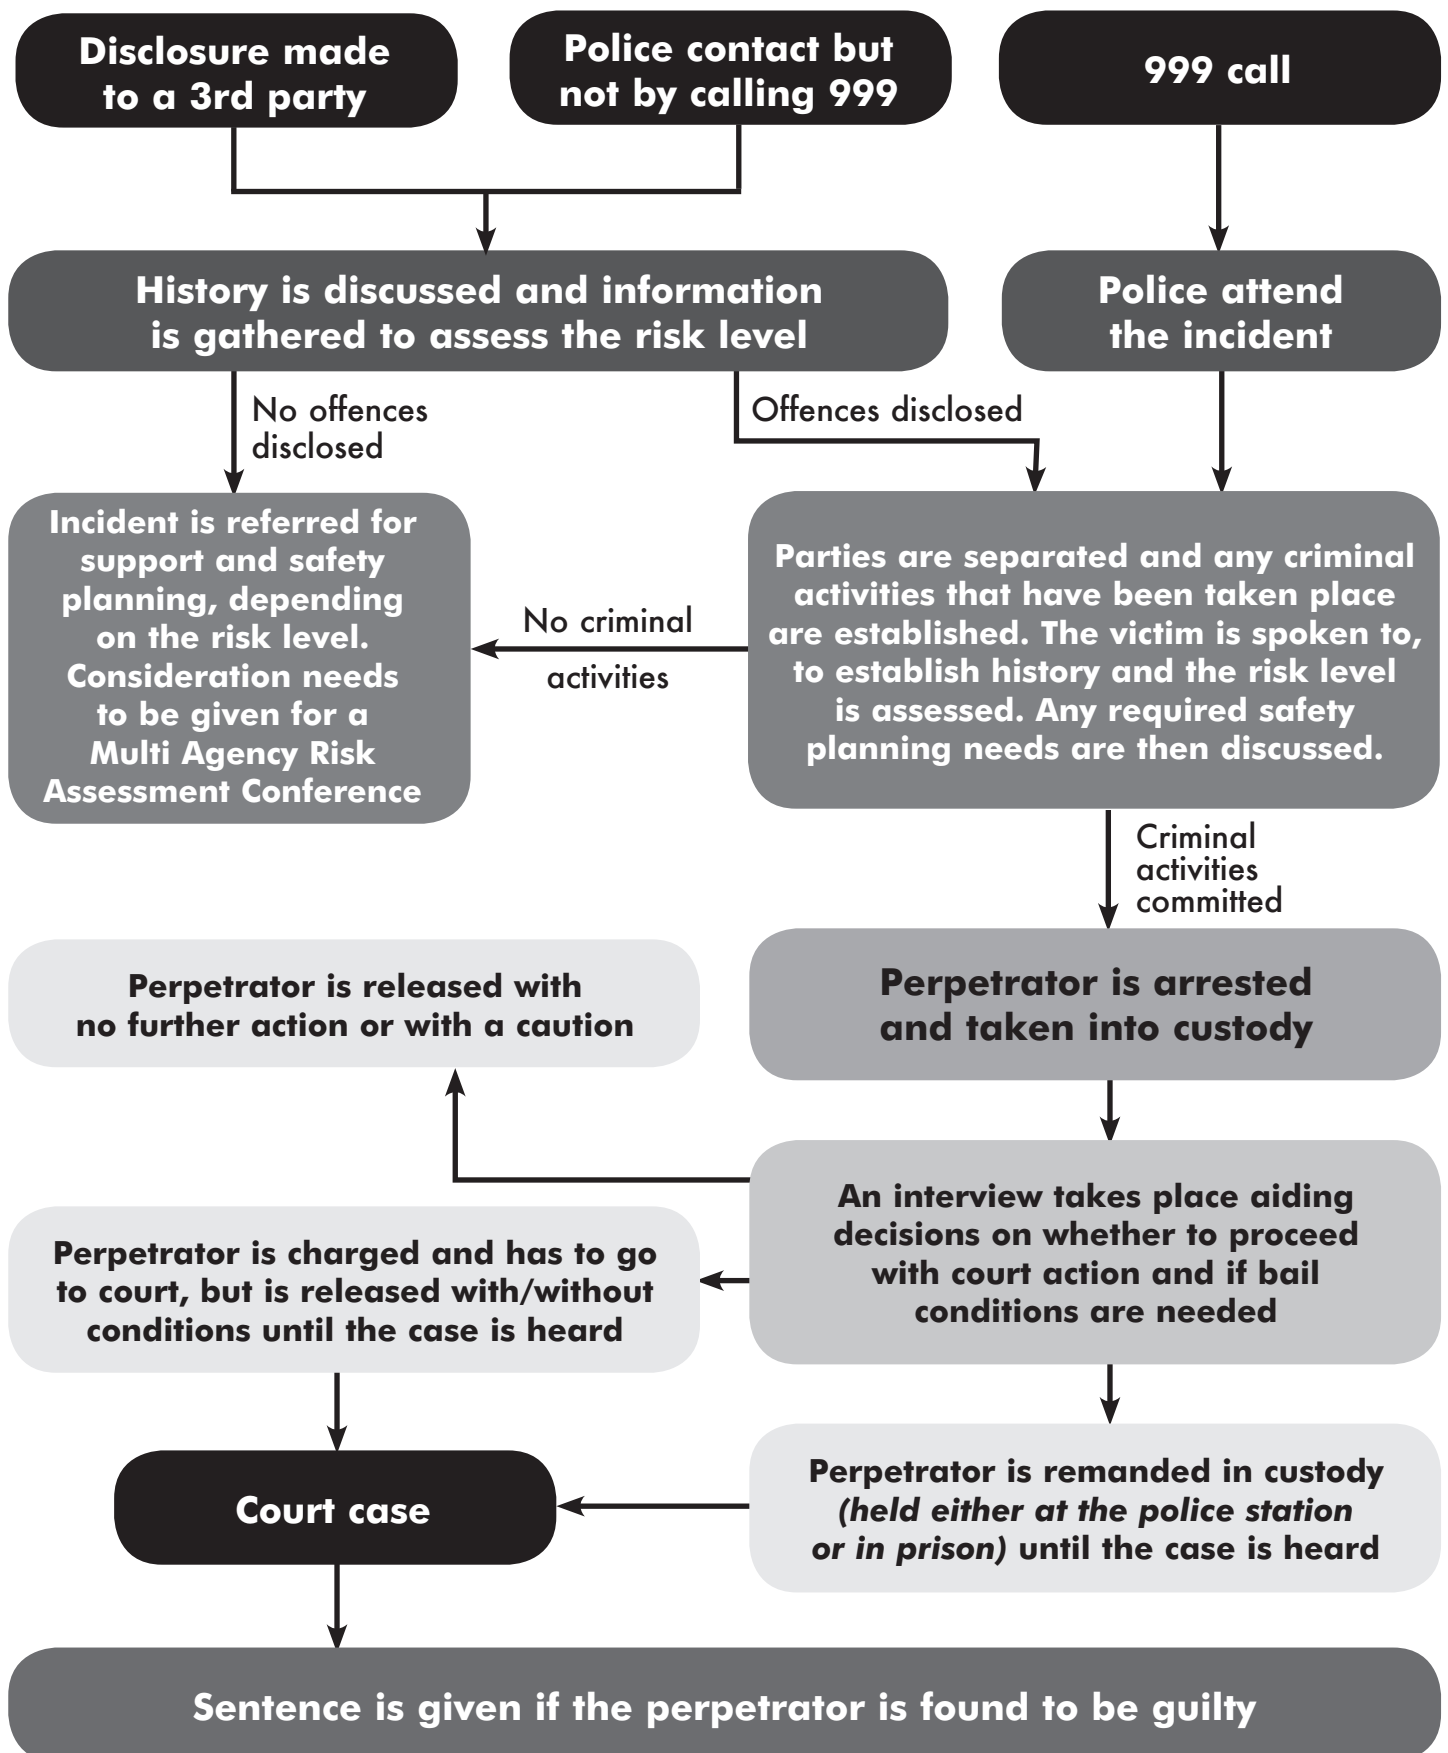 Disclosure made
to a 3rd party
Police contact but
not by calling 999
999 call
History is discussed and information
is gathered to assess the risk level
Police attend
the incident
No offences
disclosed
Offences disclosed
Incident is referred for
support and safety
planning, depending
on the risk level.
Consideration needs
to be given for a
Multi Agency Risk
Assessment Conference
No criminal
activities
Parties are separated and any criminal
activities that have been taken place
are established. The victim is spoken to,
to establish history and the risk level
is assessed. Any required safety
planning needs are then discussed.
Criminal
activities
committed
Perpetrator is released with
no further action or with a caution
Perpetrator is arrested
and taken into custody
An interview takes place aiding
decisions on whether to proceed
with court action and if bail
conditions are needed
Perpetrator is charged and has to go
to court, but is released with/without
conditions until the case is heard
Court case
Perpetrator is remanded in custody
(held either at the police station
or in prison) until the case is heard
Sentence is given if the perpetrator is found to be guilty